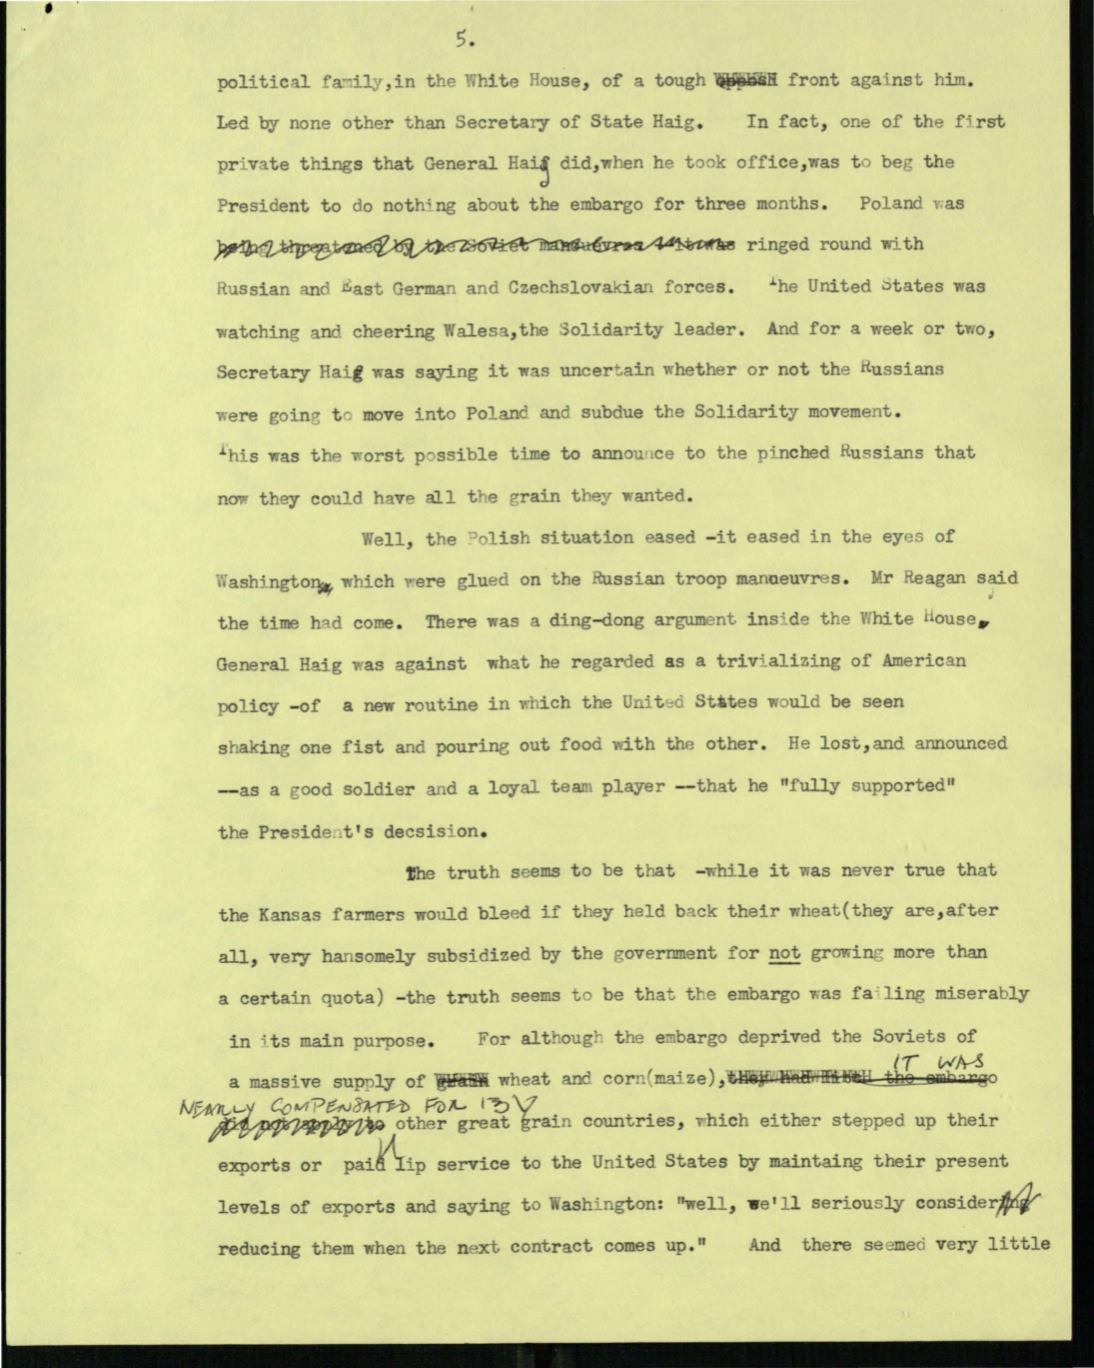 5.
political family,in the White House, of a tough front against him.
Led by none other than Secretary of State Haig. In fact, one of the first
private things that General Haig did,when he took office,was to beg the
President to do nothing about the embargo for three months. Poland was
being threatened by the Soviet manoeuvres it was ringed round with
Russian and East German and Czechslovakian forces. The United States was
watching and cheering Walesa,the Solidarity leader. And for a week or two,
Secretary Haig was saying it was uncertain whether or not the Russians
were going to move into Poland and subdue the Solidarity movement.
This was the worst possible time to announce to the pinched Russians that
now they could have all the grain they wanted.
Well, the Polish situation eased -it eased in the eyes of
Washington, which were glued on the Russian troop manoeuvres. Mr Reagan said
the time had come. There was a ding-dong argument inside the White House,
General Haig was against what he regarded as a trivializing of American
policy -of a new routine in which the United States would be seen
shaking one fist and pouring out food with the other. He lost,and announced
--as a good soldier and a loyal team player --that he "fully supported"
the President's decsision.
The truth seems to be that -while it was never true that
the Kansas farmers would bleed if they held back their wheat(they are,after
all, very hansomely subsidized by the government for not growing more than
a certain quota) -the truth seems to be that the embargo was failing miserably
in its main purpose. For although the embargo deprived the Soviets of
IT WAS
a massive supply of wheat and corn(maize), the embargo
NEARLY COMPENSATED FOR BY
other great grain countries, which either stepped up their
exports or paid lip service to the United States by maintaing their present
levels of exports and saying to Washington: "well, we'll seriously consider
reducing them when the next contract comes up." And there seemed very little